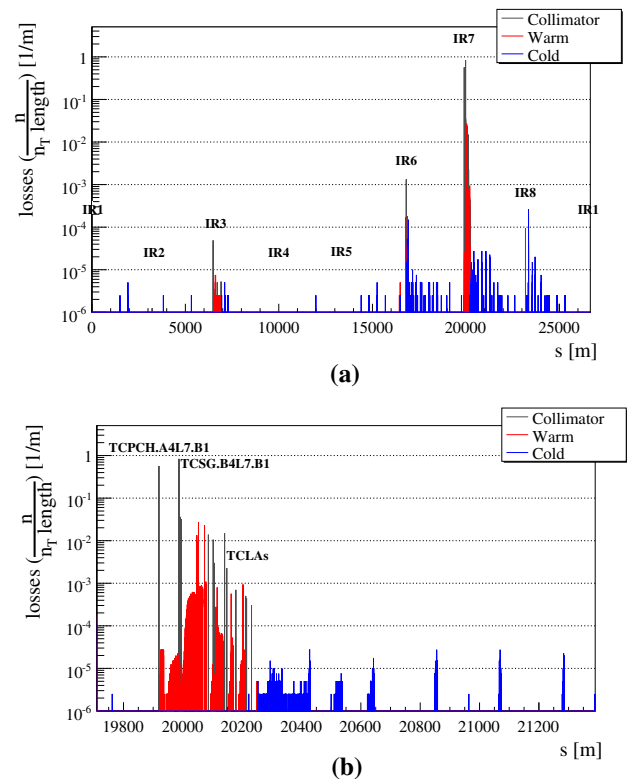 Collimator
Warm
Cold
losses (n/n_T length) [1/m]
1
10^-1
10^-2
10^-3
10^-4
10^-5
10^-6
IR7
IR6
IR8
IR1
IR3
IR1
IR2
IR4
IR5
0 5000 10000 15000 20000 25000
s [m]
(a)
Collimator
Warm
Cold
losses (n/n_T length) [1/m]
1
10^-1
10^-2
10^-3
10^-4
10^-5
10^-6
TCPCH.A4L7.B1
TCSG.B4L7.B1
TCLAs
19800 20000 20200 20400 20600 20800 21000 21200
s [m]
(b)